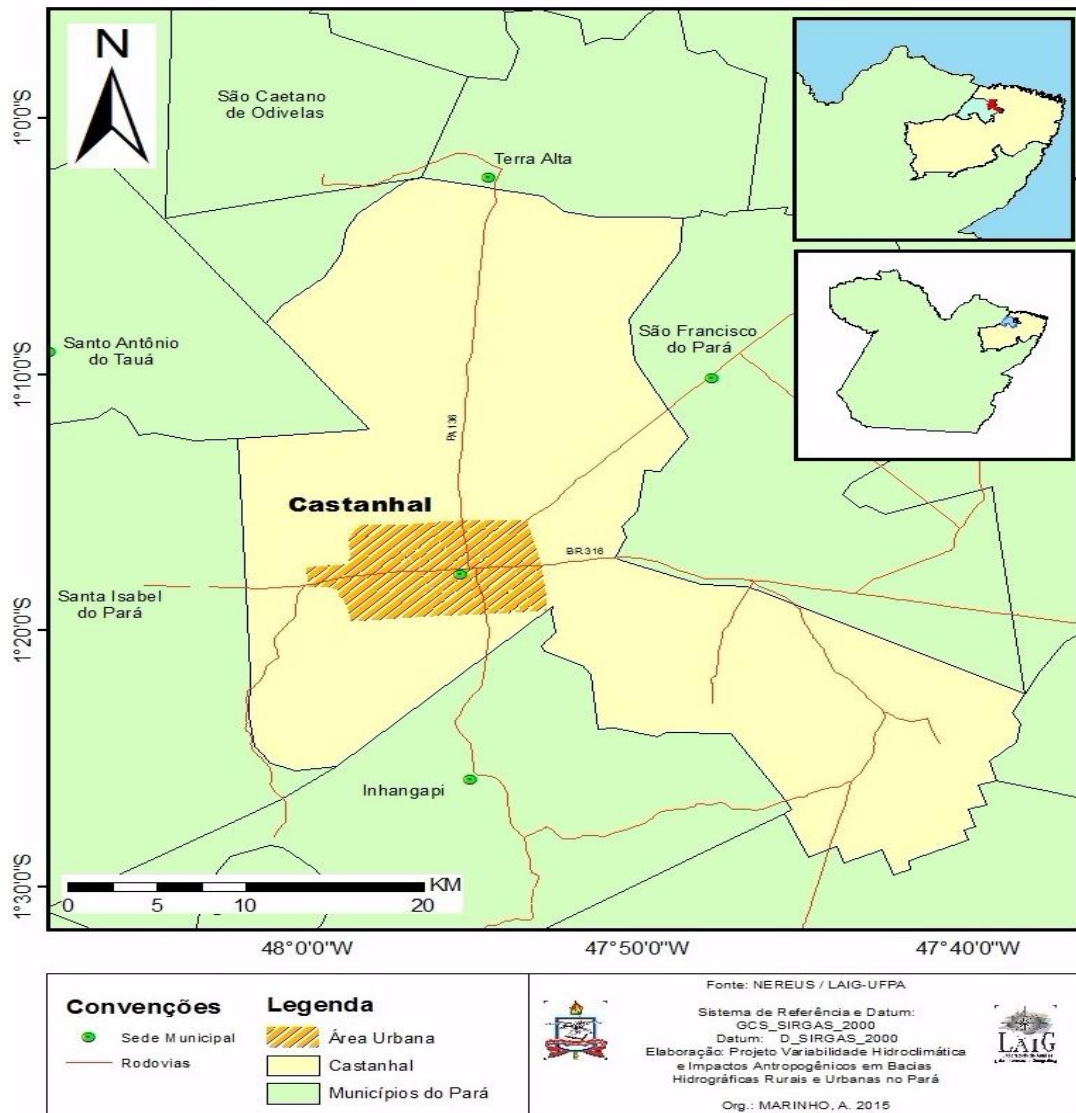 N
São Caetano
de Odivelas
Terra Alta
1°0'0"S
Santo Antônio
do Tauá
São Francisco
do Pará
1°10'0"S
PA 136
Castanhal
BR 316
Santa Isabel
do Pará
1°20'0"S
Inhangapi
KM
0 5 10 20
1°30'0"S
48°0'0"W 47°50'0"W 47°40'0"W
Convenções
Sede Municipal
Rodovias
Legenda
Área Urbana
Castanhal
Municípios do Pará
Fonte: NEREUS / LAIG-UFPA
Sistema de Referência e Datum:
GCS_SIRGAS_2000
Datum: D_SIRGAS_2000
Elaboração: Projeto Variabilidade Hidroclimática
e Impactos Antropogênicos em Bacias
Hidrográficas Rurais e Urbanas no Pará
Org.: MARINHO, A. 2015
LAIG